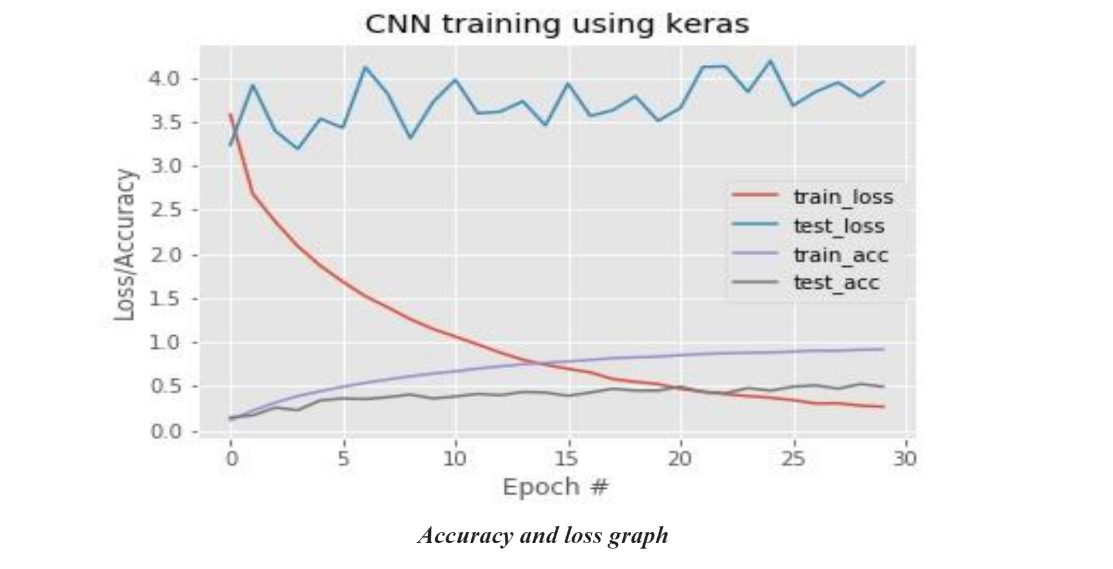 CNN training using keras
4.0
3.5
3.0
2.5
2.0
1.5
1.0
0.5
0.0
Loss/Accuracy
train_loss
test_loss
train_acc
test_acc
0 5 10 15 20 25 30
Epoch #
Accuracy and loss graph